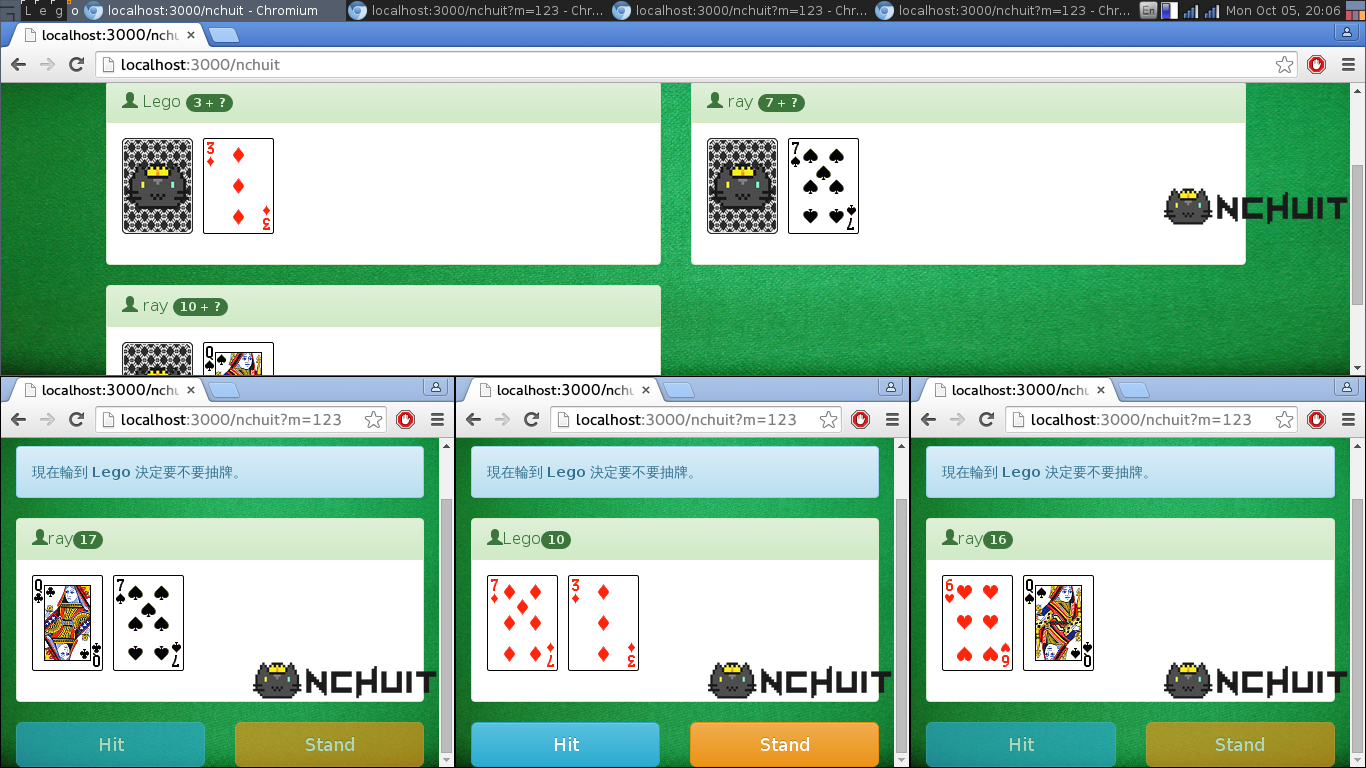 L e g o localhost:3000/nchuit - Chromium localhost:3000/nchuit?m=123 - Chr... localhost:3000/nchuit?m=123 - Chr... localhost:3000/nchuit?m=123 - Chr... En Mon Oct 05, 20:06
localhost:3000/nchu
localhost:3000/nchuit
Lego 3 + ?
ray 7 + ?
3
3
7
7
NCHUIT
ray 10 + ?
Q
localhost:3000/nchu
localhost:3000/nchuit?m=123
現在輪到 Lego 決定要不要抽牌。
ray 17
Q
Q
7
7
NCHUIT
Hit
Stand
localhost:3000/nchu
localhost:3000/nchuit?m=123
現在輪到 Lego 決定要不要抽牌。
Lego 10
7
7
3
3
NCHUIT
Hit
Stand
localhost:3000/nchu
localhost:3000/nchuit?m=123
現在輪到 Lego 決定要不要抽牌。
ray 16
6
6
Q
Q
NCHUIT
Hit
Stand